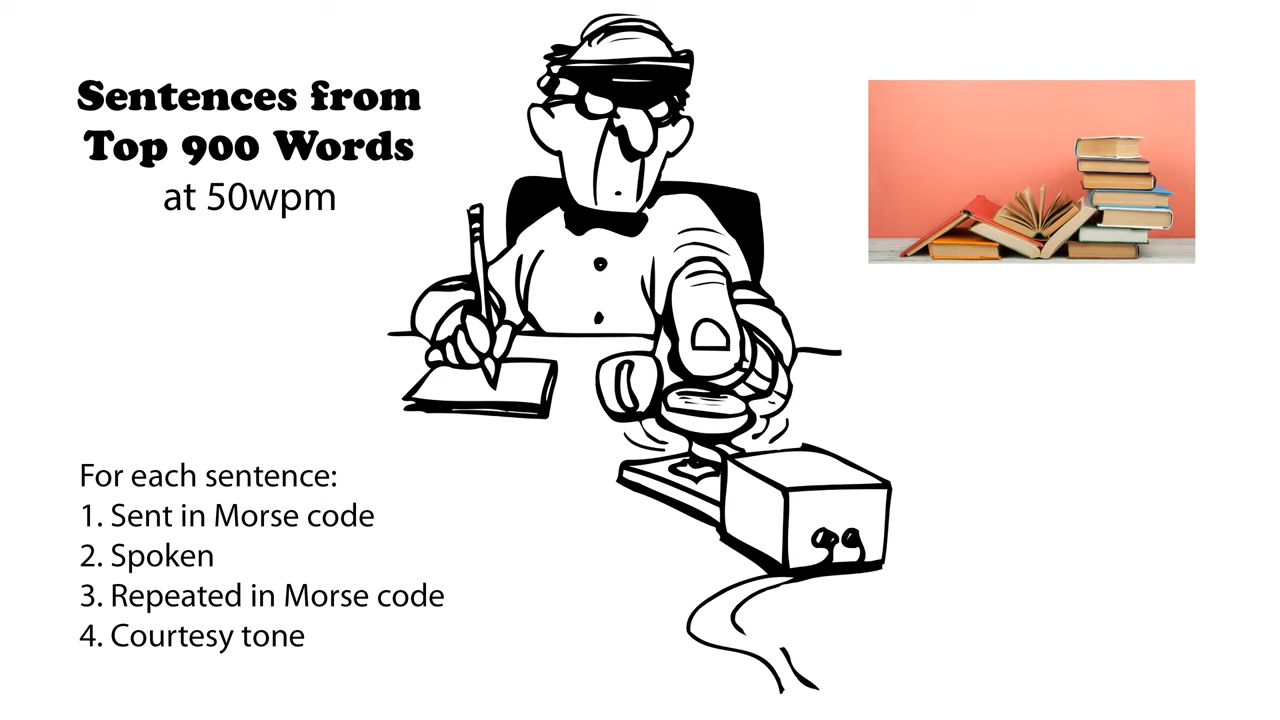 Sentences from
Top 900 Words
at 50wpm
For each sentence:
1. Sent in Morse code
2. Spoken
3. Repeated in Morse code
4. Courtesy tone